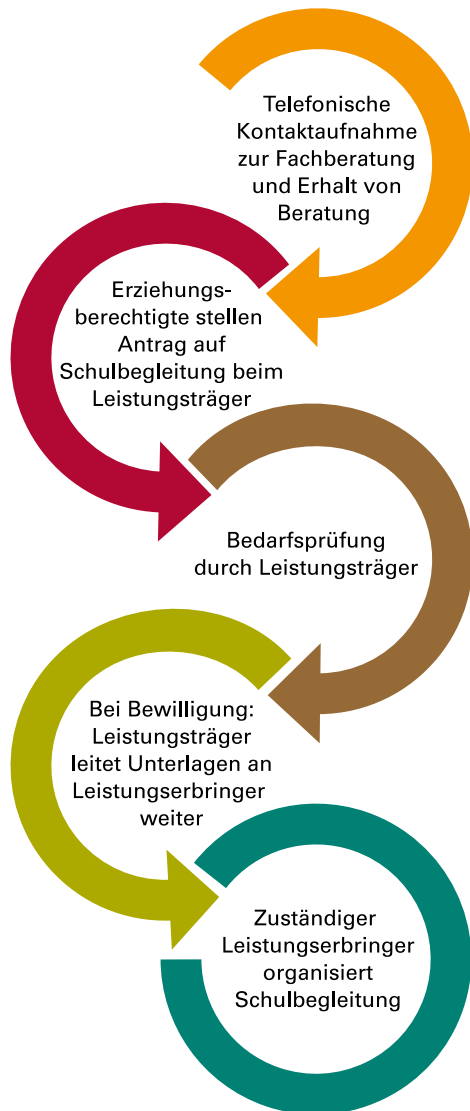 Telefonische
Kontaktaufnahme
zur Fachberatung
und Erhalt von
Beratung
Erziehungs-
berechtigte stellen
Antrag auf
Schulbegleitung beim
Leistungsträger
Bedarfsprüfung
durch Leistungsträger
Bei Bewilligung:
Leistungsträger
leitet Unterlagen an
Leistungserbringer
weiter
Zuständiger
Leistungserbringer
organisiert
Schulbegleitung